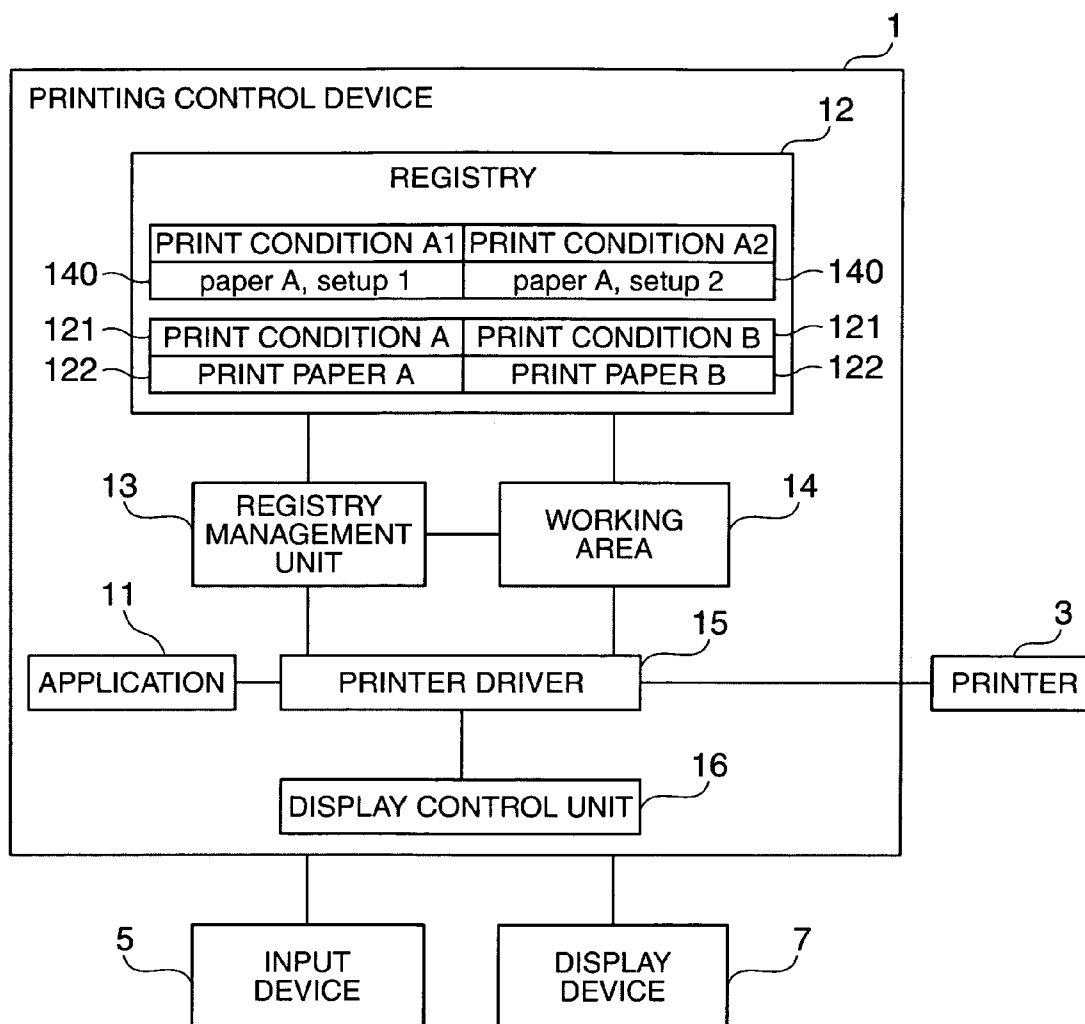 1
PRINTING CONTROL DEVICE
12
REGISTRY
PRINT CONDITION A1 PRINT CONDITION A2
140 paper A, setup 1 paper A, setup 2 140
121 PRINT CONDITION A PRINT CONDITION B 121
122 PRINT PAPER A PRINT PAPER B 122
13 REGISTRY MANAGEMENT UNIT
WORKING AREA 14
11 APPLICATION
PRINTER DRIVER 15
3 PRINTER
DISPLAY CONTROL UNIT 16
5 INPUT DEVICE
DISPLAY DEVICE 7